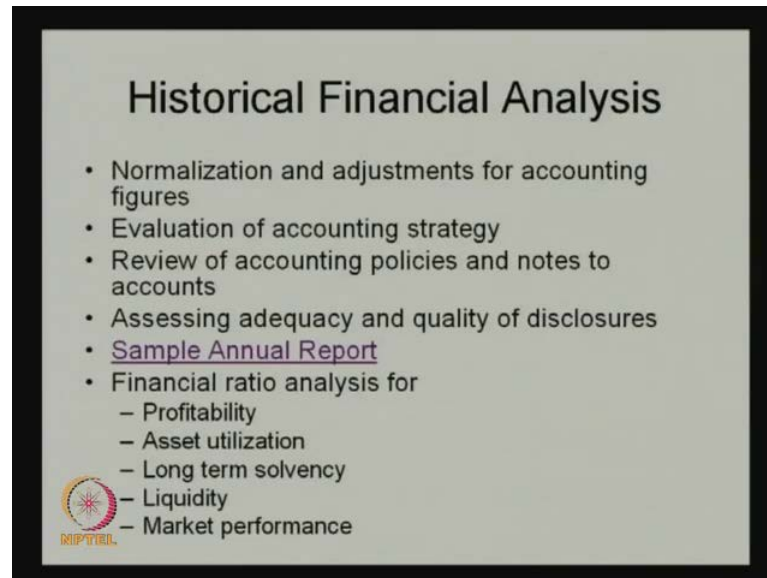 Historical Financial Analysis
• Normalization and adjustments for accounting
figures
• Evaluation of accounting strategy
• Review of accounting policies and notes to
accounts
• Assessing adequacy and quality of disclosures
• Sample Annual Report
• Financial ratio analysis for
– Profitability
– Asset utilization
– Long term solvency
– Liquidity
– Market performance
NPTEL